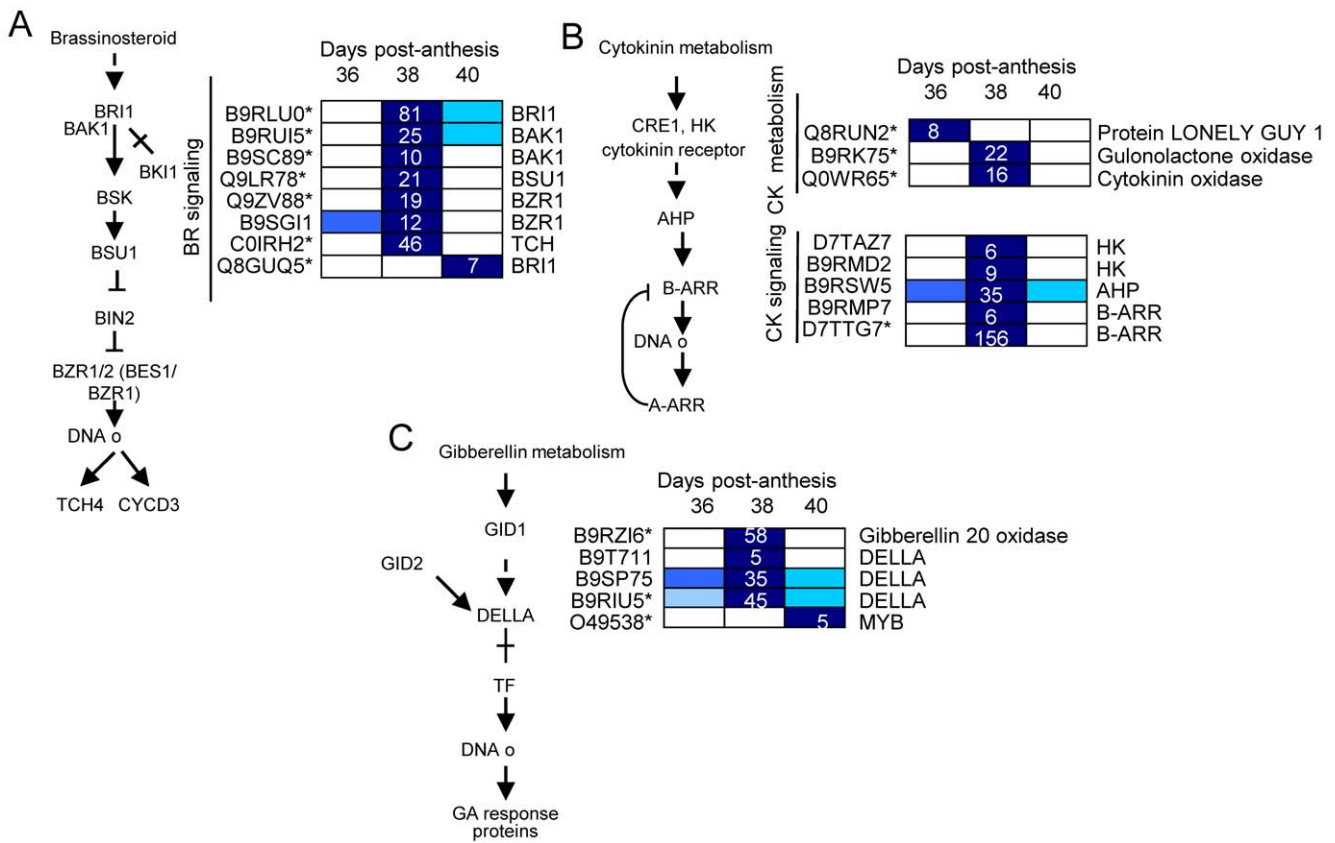 A
Brassinosteroid
BRI1
BAK1
BKI1
BSK
BSU1
BIN2
BZR1/2 (BES1/
BZR1)
DNA o
TCH4 CYCD3
BR signaling
Days post-anthesis
36 38 40
B9RLU0* 81 BRI1
B9RUI5* 25 BAK1
B9SC89* 10 BAK1
Q9LR78* 21 BSU1
Q9ZV88* 19 BZR1
B9SGI1 12 BZR1
C0IRH2* 46 TCH
Q8GUQ5* 7 BRI1
B
Cytokinin metabolism
CRE1, HK
cytokinin receptor
AHP
B-ARR
DNA o
A-ARR
CK metabolism
Days post-anthesis
36 38 40
Q8RUN2* 8 Protein LONELY GUY 1
B9RK75* 22 Gulonolactone oxidase
Q0WR65* 16 Cytokinin oxidase
CK signaling
D7TAZ7 6 HK
B9RMD2 9 HK
B9RSW5 35 AHP
B9RMP7 6 B-ARR
D7TTG7* 156 B-ARR
C
Gibberellin metabolism
GID1
GID2
DELLA
TF
DNA o
GA response
proteins
Days post-anthesis
36 38 40
B9RZI6* 58 Gibberellin 20 oxidase
B9T711 5 DELLA
B9SP75 35 DELLA
B9RIU5* 45 DELLA
O49538* 5 MYB